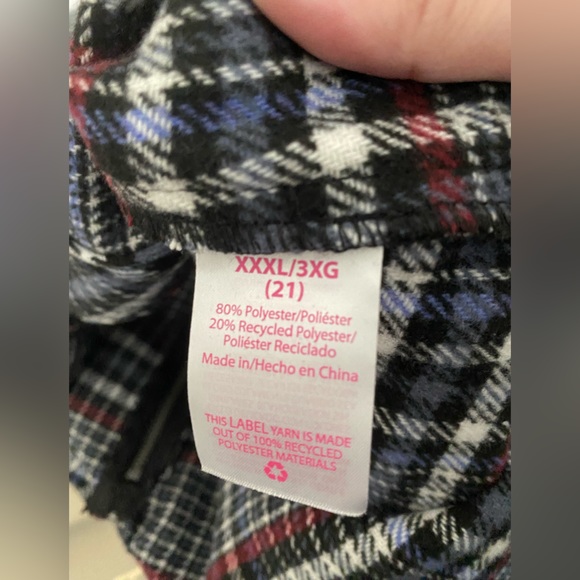 XXXL/3XG
(21)
80% Polyester/Poliéster
20% Recycled Polyester/
Poliéster Reciclado
Made in/Hecho en China
THIS LABEL YARN IS MADE
OUT OF 100% RECYCLED
POLYESTER MATERIALS